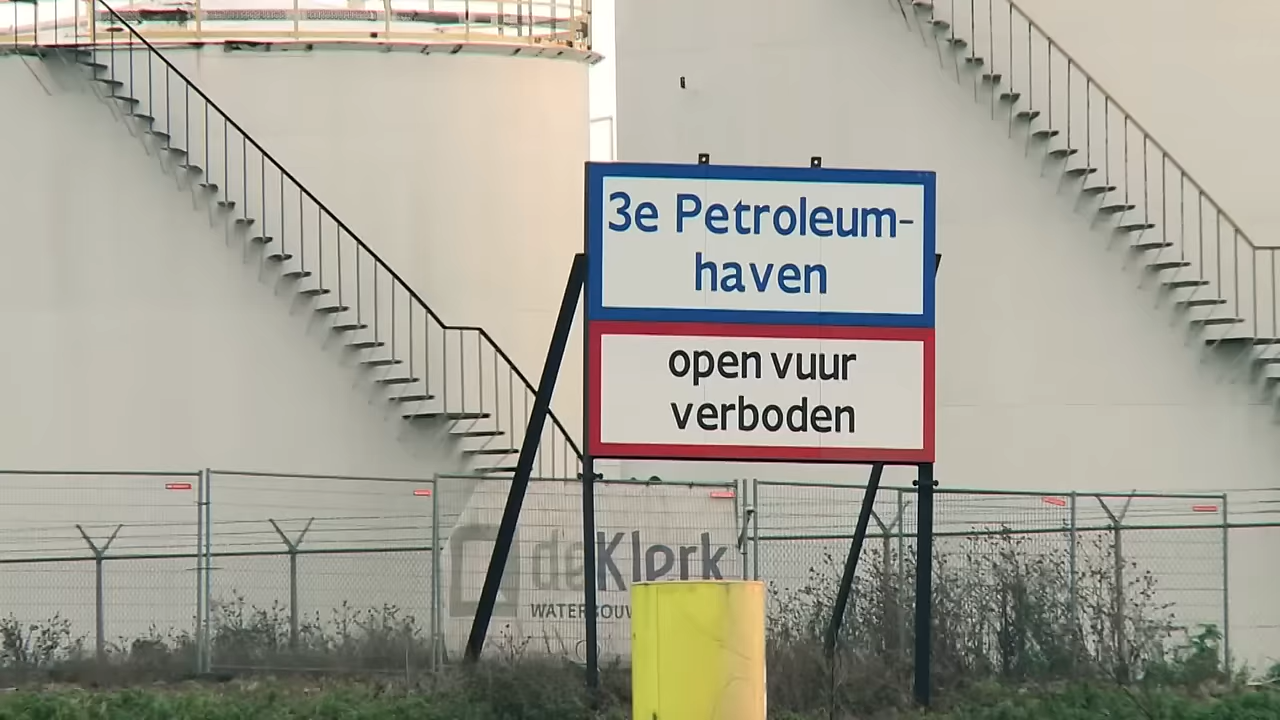 3e Petroleum-
haven
open vuur
verboden
deKlerk
WATERBOUW